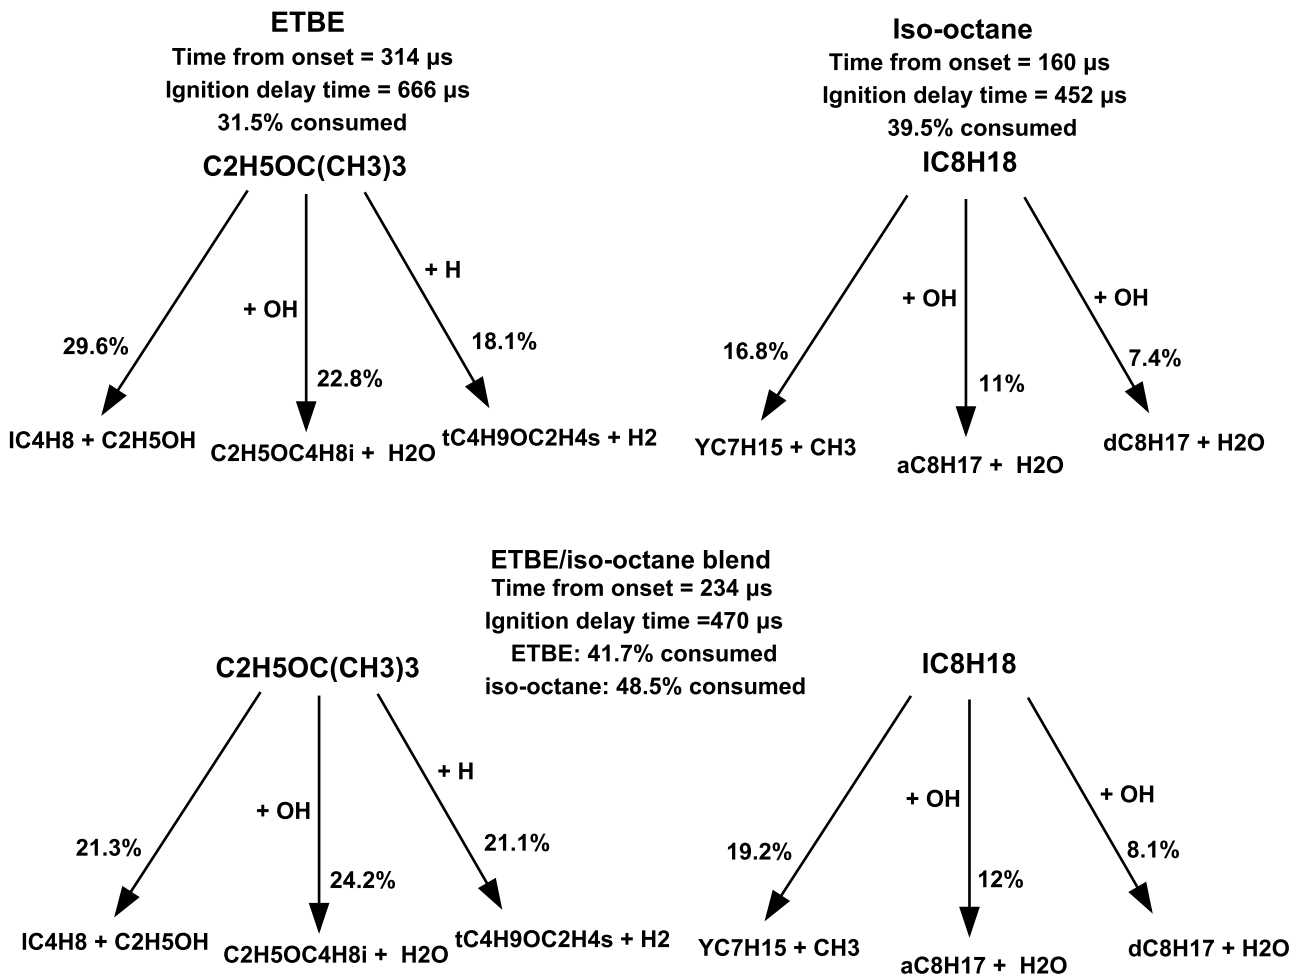 ETBE
Time from onset = 314 µs
Ignition delay time = 666 µs
31.5% consumed
C2H5OC(CH3)3
+ H
+ OH
29.6%
18.1%
22.8%
IC4H8 + C2H5OH
C2H5OC4H8i + H2O
tC4H9OC2H4s + H2
Iso-octane
Time from onset = 160 µs
Ignition delay time = 452 µs
39.5% consumed
IC8H18
+ OH
+ OH
16.8%
11%
7.4%
YC7H15 + CH3
aC8H17 + H2O
dC8H17 + H2O
ETBE/iso-octane blend
Time from onset = 234 µs
Ignition delay time =470 µs
ETBE: 41.7% consumed
iso-octane: 48.5% consumed
C2H5OC(CH3)3
+ H
+ OH
21.3%
21.1%
24.2%
IC4H8 + C2H5OH
C2H5OC4H8i + H2O
tC4H9OC2H4s + H2
IC8H18
+ OH
+ OH
19.2%
12%
8.1%
YC7H15 + CH3
aC8H17 + H2O
dC8H17 + H2O